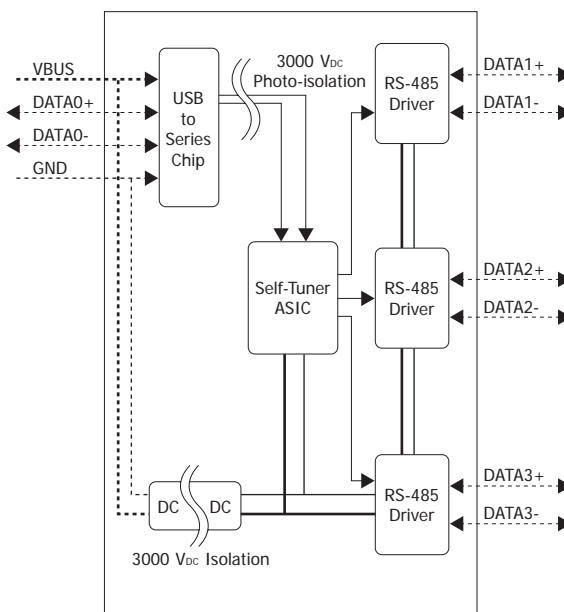 VBUS
DATA0+
DATA0-
GND
USB
to
Series
Chip
3000 VDC
Photo-isolation
RS-485
Driver
DATA1+
DATA1-
Self-Tuner
ASIC
RS-485
Driver
DATA2+
DATA2-
DC DC
3000 VDC Isolation
RS-485
Driver
DATA3+
DATA3-